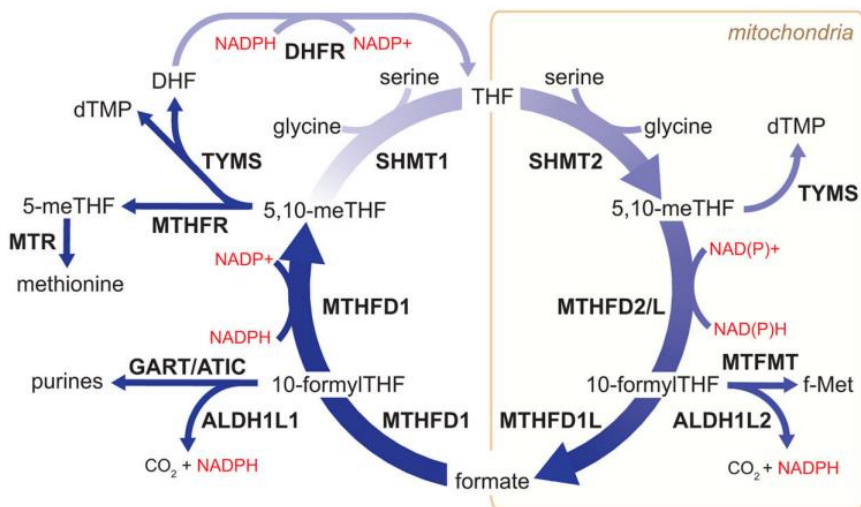 mitochondria
NADPH
NADP+
DHFR
DHF
serine
THF
serine
dTMP
glycine
glycine
dTMP
TYMS
SHMT1
SHMT2
5-meTHF
MTHFR
5,10-meTHF
5,10-meTHF
TYMS
MTR
methionine
NADP+
NAD(P)+
MTHFD1
MTHFD2/L
NADPH
NAD(P)H
GART/ATIC
MTFMT
purines
10-formylTHF
10-formylTHF
f-Met
ALDH1L1
MTHFD1
MTHFD1L
ALDH1L2
CO₂ + NADPH
formate
CO₂ + NADPH